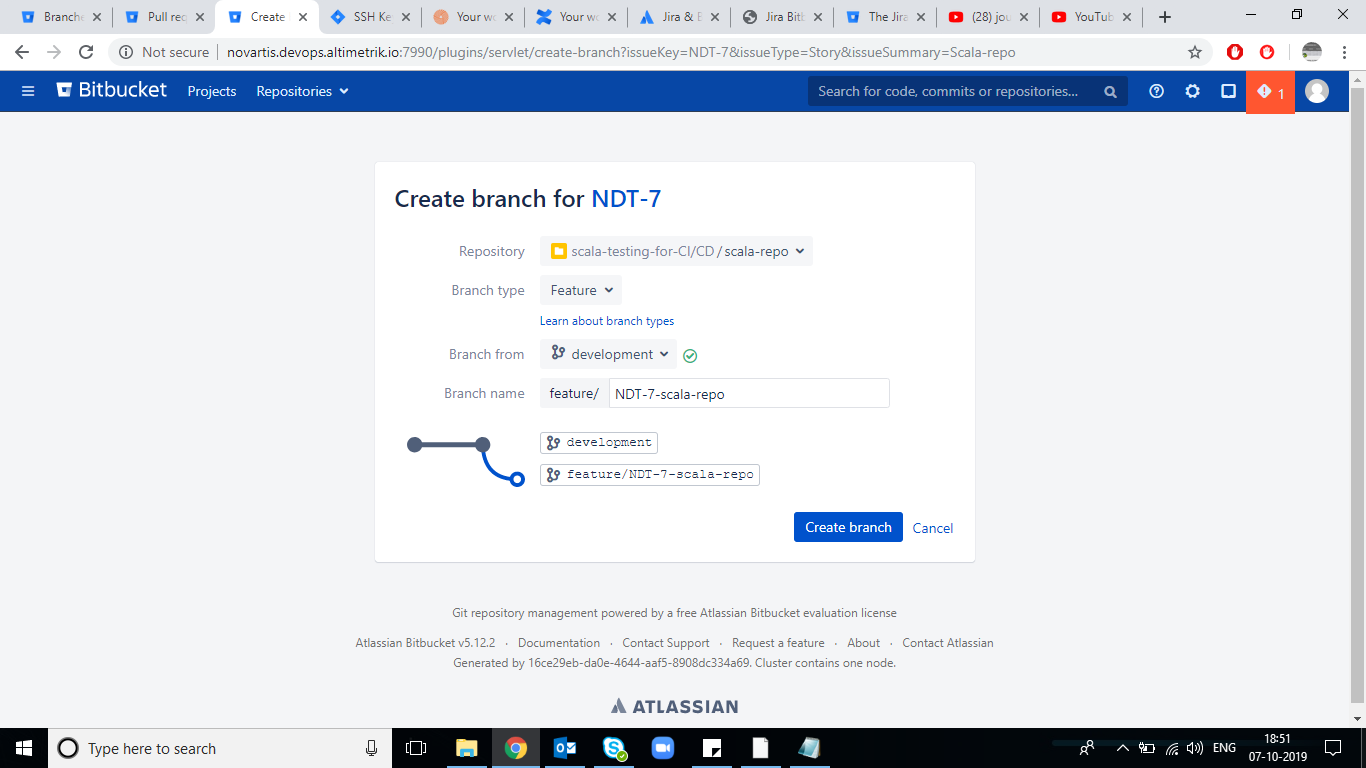 Branche
Pull req
Create
SSH Key
Your wo
Your wo
Jira & B
Jira Bitb
The Jira
(28) jou
YouTub
Not secure
novartis.devops.altimetrik.io:7990/plugins/servlet/create-branch?issueKey=NDT-7&issueType=Story&issueSummary=Scala-repo
Bitbucket Projects Repositories
Search for code, commits or repositories...
1
Create branch for NDT-7
Repository scala-testing-for-CI/CD / scala-repo
Branch type Feature
Learn about branch types
Branch from development
Branch name feature/ NDT-7-scala-repo
development
feature/NDT-7-scala-repo
Create branch Cancel
Git repository management powered by a free Atlassian Bitbucket evaluation license
Atlassian Bitbucket v5.12.2 · Documentation · Contact Support · Request a feature · About · Contact Atlassian
Generated by 16ce29eb-da0e-4644-aaf5-8908dc334a69. Cluster contains one node.
ATLASSIAN
Type here to search
ENG
18:51
07-10-2019